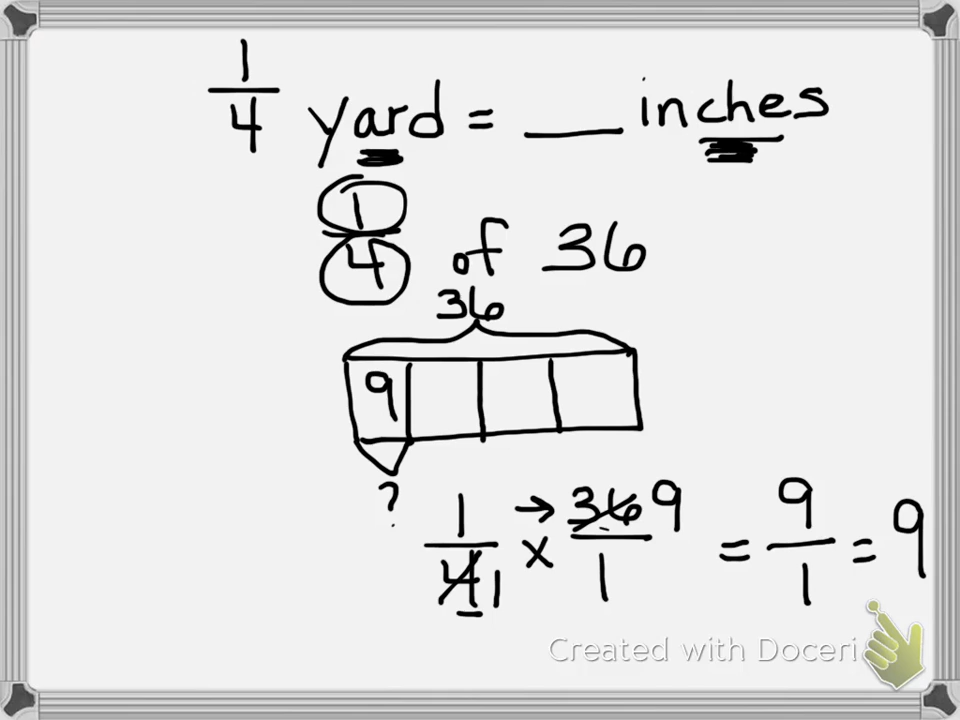 1/4 yard = ___ inches
1/4 of 36
36
9
?
1/4 1 → x 36/1 9 = 9/1 = 9
Created with Doceri